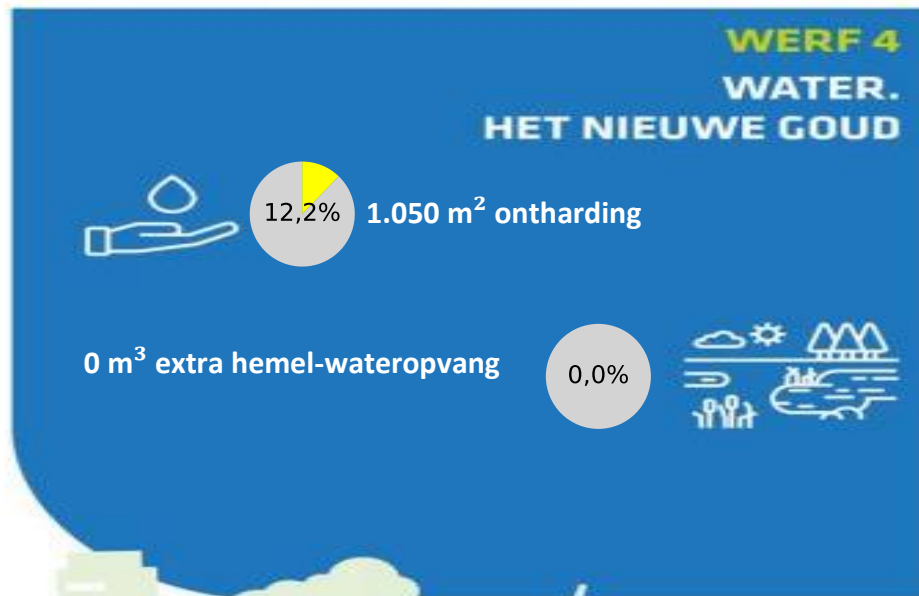 WERF 4
WATER.
HET NIEUWE GOUD
12,2%
1.050 m² ontharding
0 m³ extra hemel-wateropvang
0,0%